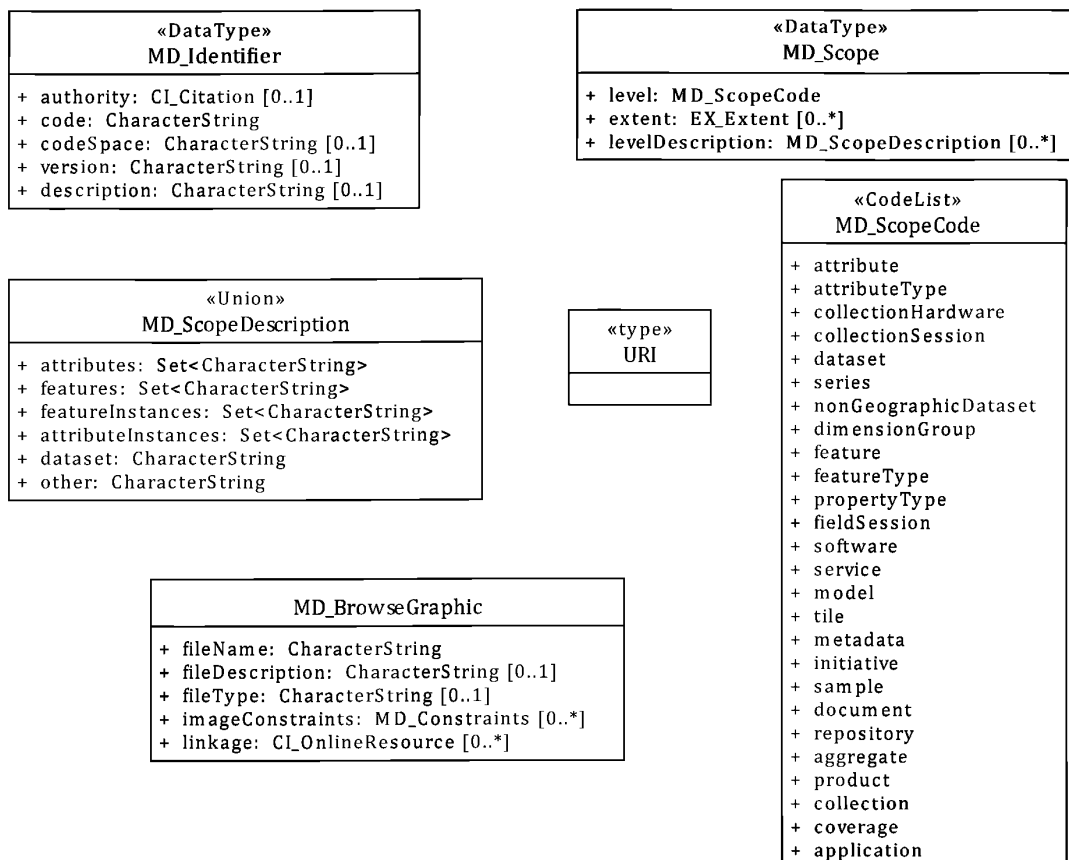 «DataType»
MD_Identifier
+ authority: CI_Citation [0..1]
+ code: CharacterString
+ codeSpace: CharacterString [0..1]
+ version: CharacterString [0..1]
+ description: CharacterString [0..1]
«DataType»
MD_Scope
+ level: MD_ScopeCode
+ extent: EX_Extent [0..*]
+ levelDescription: MD_ScopeDescription [0..*]
«Union»
MD_ScopeDescription
+ attributes: Set<CharacterString>
+ features: Set<CharacterString>
+ featureInstances: Set<CharacterString>
+ attributeInstances: Set<CharacterString>
+ dataset: CharacterString
+ other: CharacterString
«type»
URI
«CodeList»
MD_ScopeCode
+ attribute
+ attributeType
+ collectionHardware
+ collectionSession
+ dataset
+ series
+ nonGeographicDataset
+ dimensionGroup
+ feature
+ featureType
+ propertyType
+ fieldSession
+ software
+ service
+ model
+ tile
+ metadata
+ initiative
+ sample
+ document
+ repository
+ aggregate
+ product
+ collection
+ coverage
+ application
MD_BrowseGraphic
+ fileName: CharacterString
+ fileDescription: CharacterString [0..1]
+ fileType: CharacterString [0..1]
+ imageConstraints: MD_Constraints [0..*]
+ linkage: CI_OnlineResource [0..*]